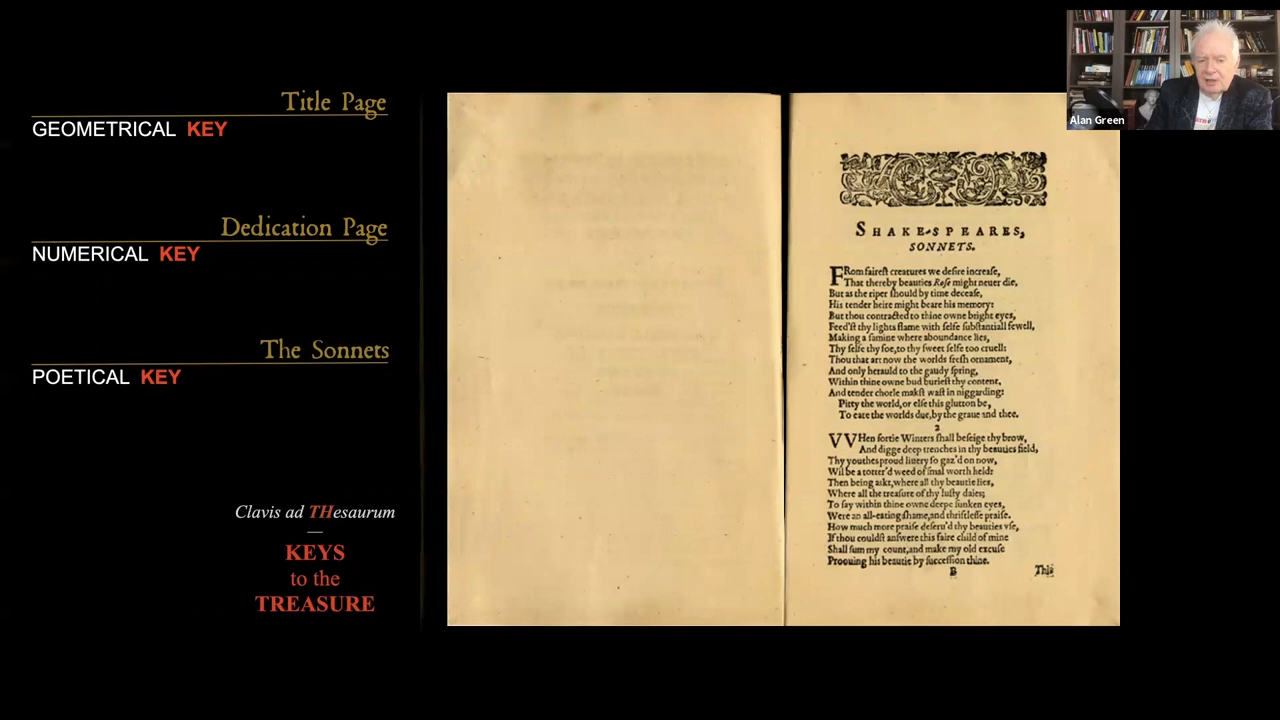 Title Page
GEOMETRICAL KEY
Dedication Page
NUMERICAL KEY
The Sonnets
POETICAL KEY
Clavis ad THesaurum
—
KEYS
to the
TREASURE
Alan Green
SHAKE-SPEARES,
SONNETS.
FRom faireſt creatures we deſire increaſe,
That thereby beauties Roſe might neuer die,
But as the riper ſhould by time deceaſe,
His tender heire might beare his memory:
But thou contracted to thine owne bright eyes,
Feed'ſt thy lights flame with ſelfe ſubſtantiall fewell,
Making a famine where aboundance lies,
Thy ſelfe thy foe,to thy ſweet ſelfe too cruell:
Thou that art now the worlds freſh ornament,
And only herauld to the gaudy ſpring,
Within thine owne bud burieſt thy content,
And tender chorle makſt waſt in niggarding:
Pitty the world,or elſe this glutton be,
To eate the worlds due,by the graue and thee.
2
VVHen fortie Winters ſhall beſeige thy brow,
And digge deep trenches in thy beauties field,
Thy youthes proud liuery ſo gaz'd on now,
Wil be a totter'd weed of ſmal worth held:
Then being askt,where all thy beautie lies,
Where all the treaſure of thy luſty daies;
To ſay within thine owne deepe ſunken eyes,
Were an all-eating ſhame,and thriftleſſe praiſe.
How much more praiſe deſeru'd thy beauties vſe,
If thou couldſt anſwere this faire child of mine
Shall ſum my count,and make my old excuſe
Proouing his beautie by ſucceſſion thine.
B
This